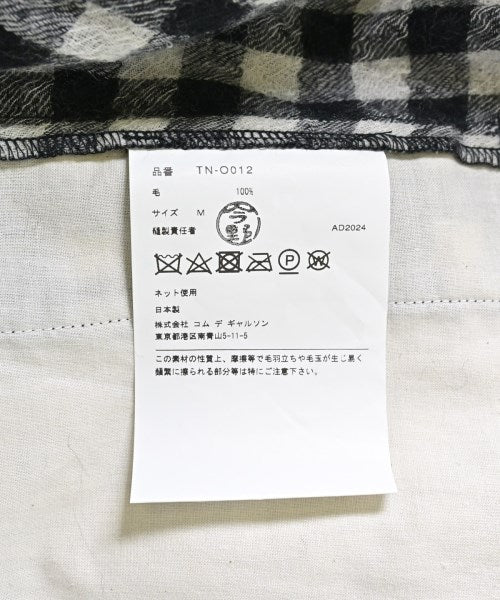 品番 TN-O012
毛 100%
サイズ M
縫製責任者 今野 AD2024
ネット使用
日本製
株式会社 コム デ ギャルソン
東京都港区南青山5-11-5
この素材の性質上、摩擦等で毛羽立ちや毛玉が生じ易く
頻繁に擦られる部分等は特にご注意下さい。